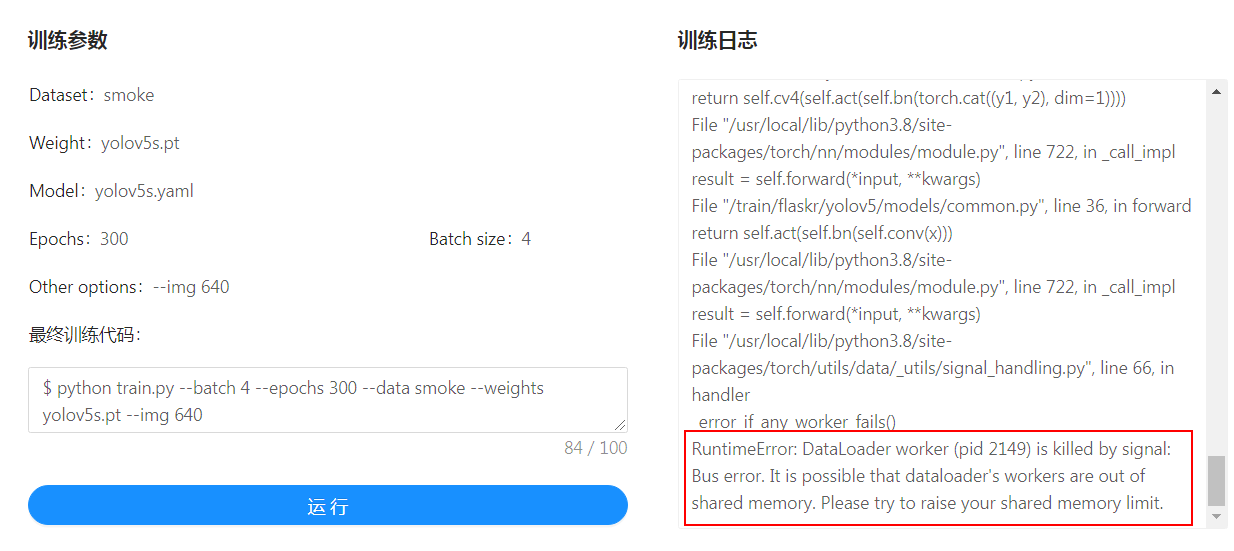 训练参数
Dataset：smoke
Weight：yolov5s.pt
Model：yolov5s.yaml
Epochs：300
Batch size：4
Other options：--img 640
最终训练代码：
$ python train.py --batch 4 --epochs 300 --data smoke --weights
yolov5s.pt --img 640
84 / 100
运 行
训练日志
return self.cv4(self.act(self.bn(torch.cat((y1, y2), dim=1))))
File "/usr/local/lib/python3.8/site-
packages/torch/nn/modules/module.py", line 722, in _call_impl
result = self.forward(*input, **kwargs)
File "/train/flaskr/yolov5/models/common.py", line 36, in forward
return self.act(self.bn(self.conv(x)))
File "/usr/local/lib/python3.8/site-
packages/torch/nn/modules/module.py", line 722, in _call_impl
result = self.forward(*input, **kwargs)
File "/usr/local/lib/python3.8/site-
packages/torch/utils/data/_utils/signal_handling.py", line 66, in
handler
_error_if_any_worker_fails()
RuntimeError: DataLoader worker (pid 2149) is killed by signal:
Bus error. It is possible that dataloader's workers are out of
shared memory. Please try to raise your shared memory limit.